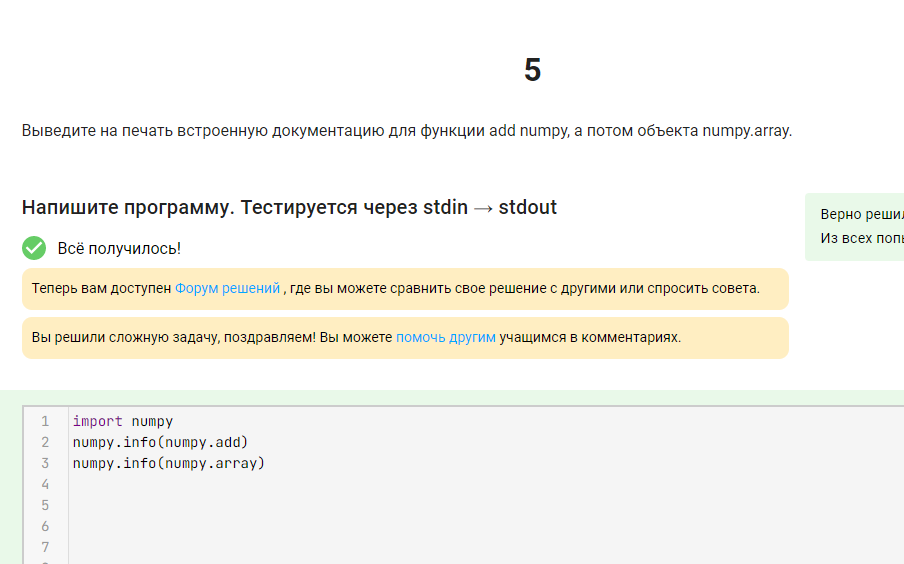 5
Выведите на печать встроенную документацию для функции add numpy, а потом объекта numpy.array.
Напишите программу. Тестируется через stdin → stdout
Верно решил
Из всех поп
Всё получилось!
Теперь вам доступен Форум решений , где вы можете сравнить свое решение с другими или спросить совета.
Вы решили сложную задачу, поздравляем! Вы можете помочь другим учащимся в комментариях.
1 import numpy
2 numpy.info(numpy.add)
3 numpy.info(numpy.array)
4
5
6
7